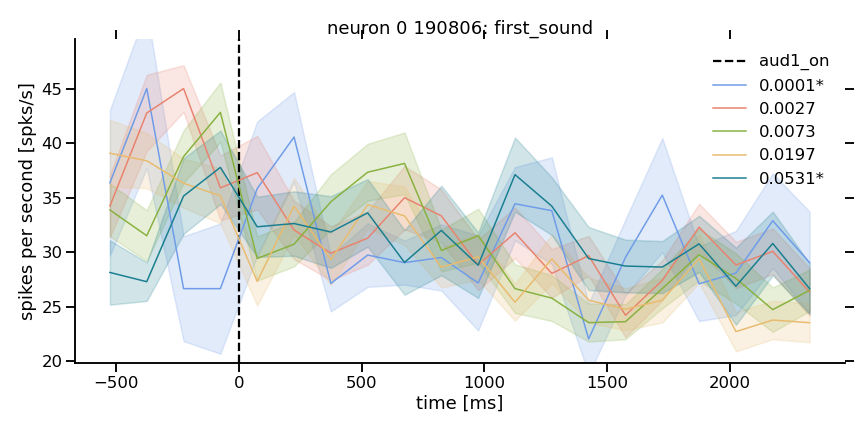 neuron 0 190806: first_sound
spikes per second [spks/s]
45
40
35
30
25
20
aud1_on
0.0001*
0.0027
0.0073
0.0197
0.0531*
−500 0 500 1000 1500 2000
time [ms]